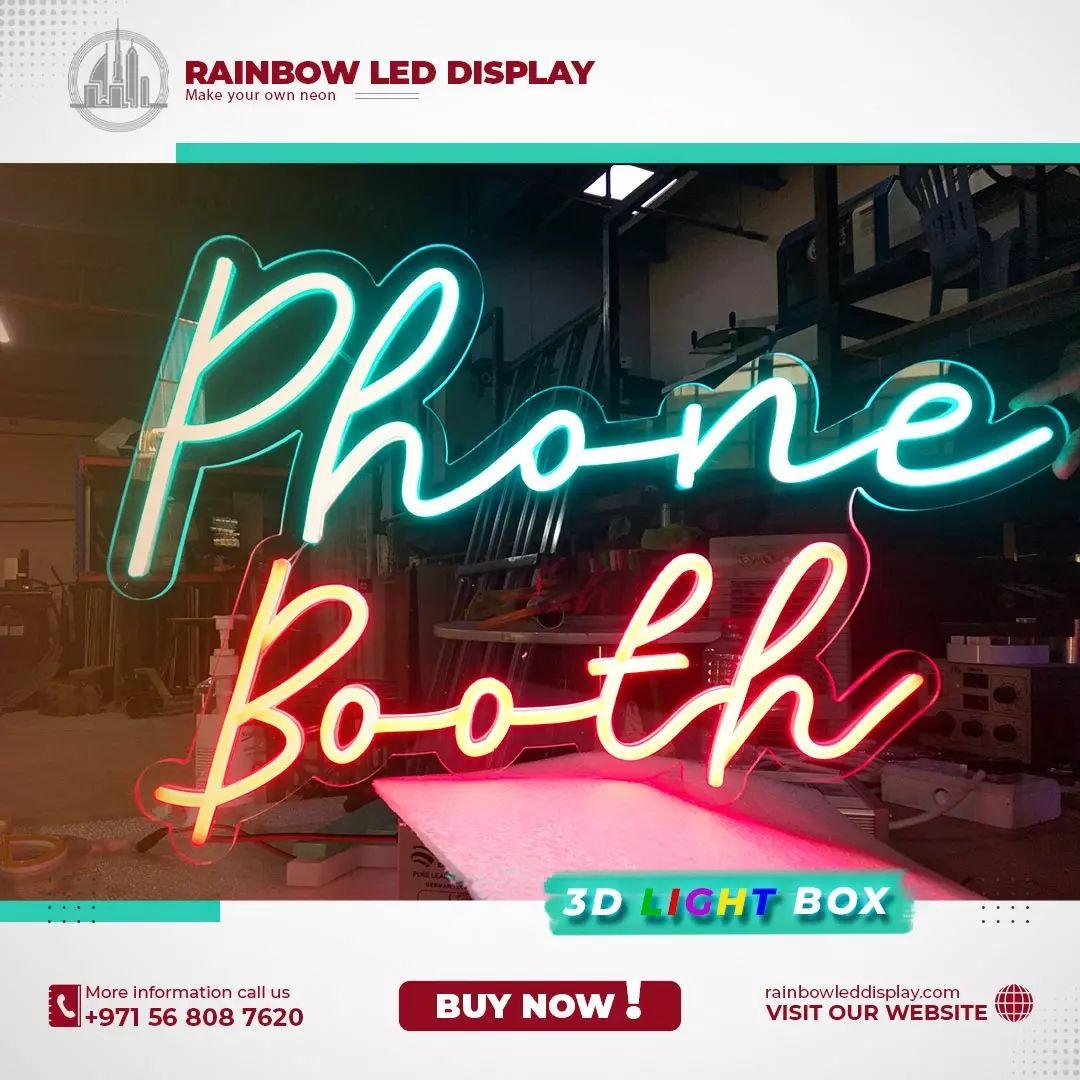 RAINBOW LED DISPLAY
Make your own neon
Phone
Booth
3D LIGHT BOX
More information call us
+971 56 808 7620
BUY NOW!
rainbowleddisplay.com
VISIT OUR WEBSITE